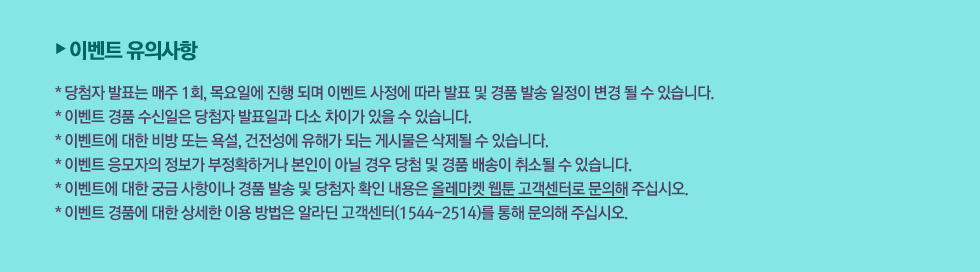 ▶ 이벤트 유의사항
* 당첨자 발표는 매주 1회, 목요일에 진행 되며 이벤트 사정에 따라 발표 및 경품 발송 일정이 변경 될 수 있습니다.
* 이벤트 경품 수신일은 당첨자 발표일과 다소 차이가 있을 수 있습니다.
* 이벤트에 대한 비방 또는 욕설, 건전성에 유해가 되는 게시물은 삭제될 수 있습니다.
* 이벤트 응모자의 정보가 부정확하거나 본인이 아닐 경우 당첨 및 경품 배송이 취소될 수 있습니다.
* 이벤트에 대한 궁금 사항이나 경품 발송 및 당첨자 확인 내용은 올레마켓 웹툰 고객센터로 문의해 주십시오.
* 이벤트 경품에 대한 상세한 이용 방법은 알라딘 고객센터(1544-2514)를 통해 문의해 주십시오.